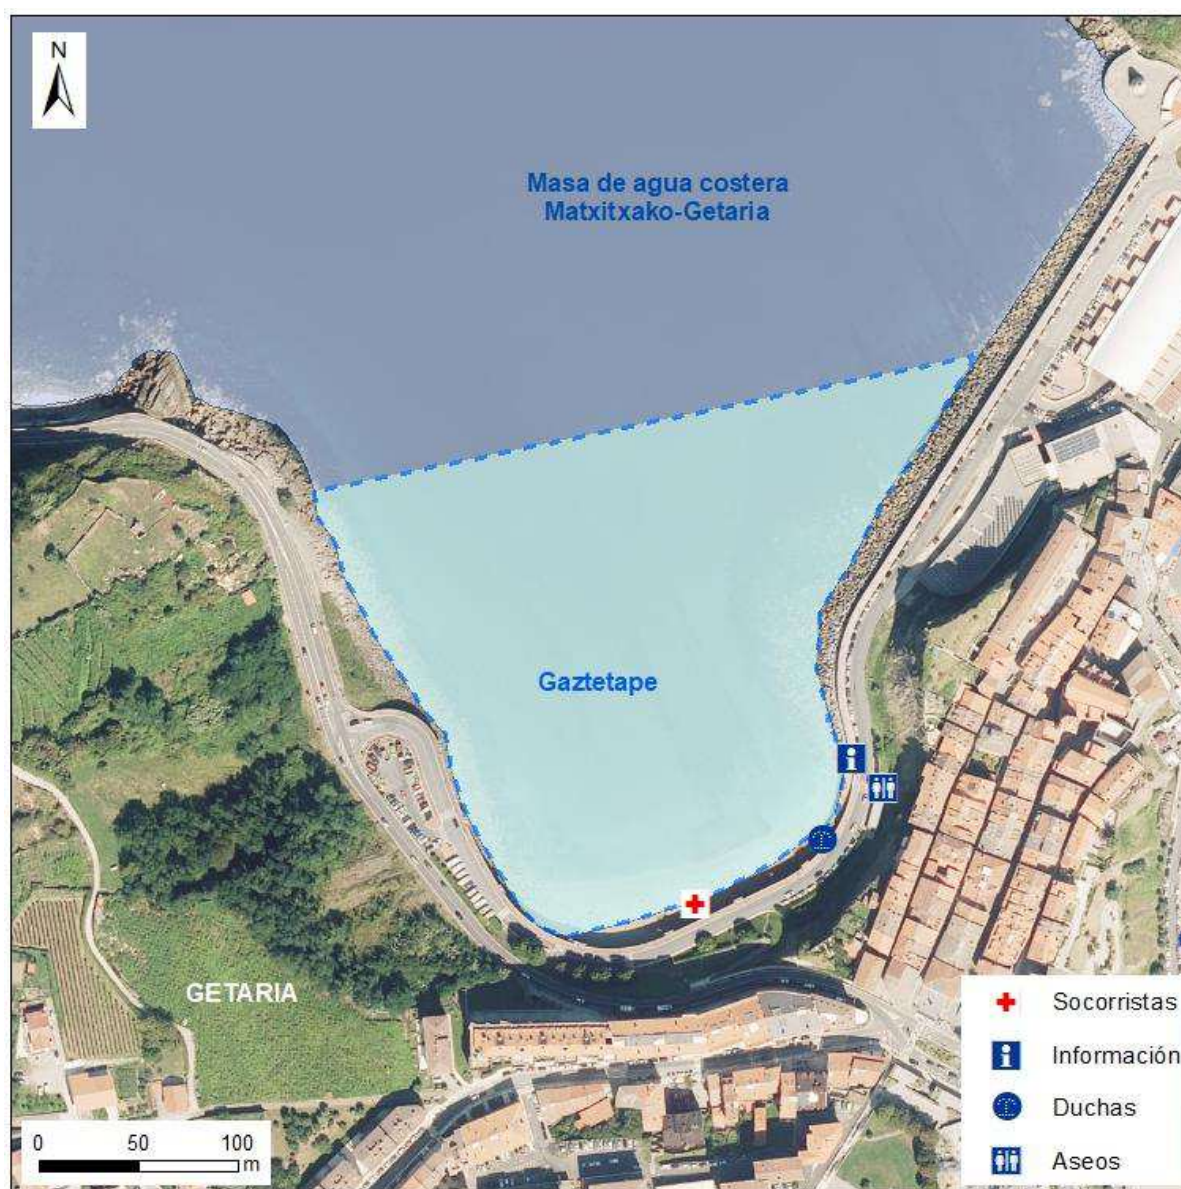 N
Masa de agua costera
Matxitxako-Getaria
Gaztetape
GETARIA
Socorristas
Información
Duchas
Aseos
0 50 100
m